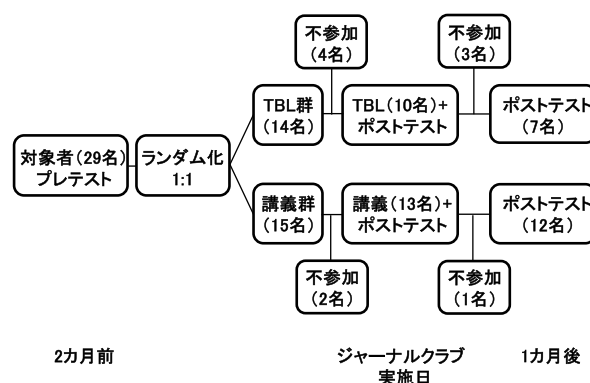 不参加
(4名)
不参加
(3名)
TBL群
(14名)
TBL(10名)+
ポストテスト
ポストテスト
(7名)
対象者(29名)
プレテスト
ランダム化
1:1
講義群
(15名)
講義(13名)+
ポストテスト
ポストテスト
(12名)
不参加
(2名)
不参加
(1名)
2カ月前
ジャーナルクラブ
実施日
1カ月後